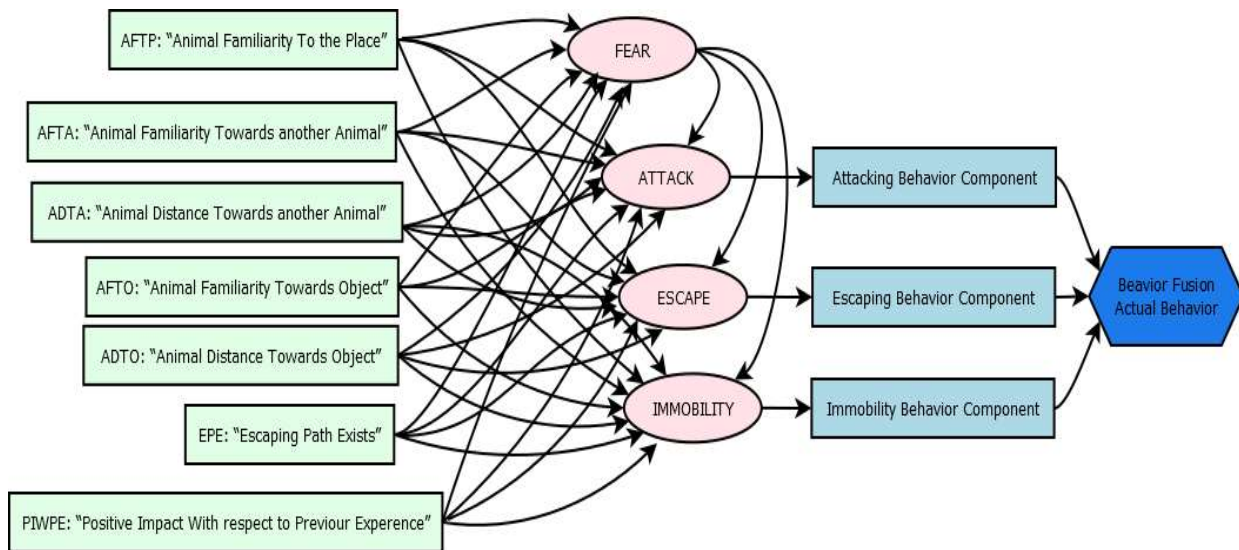 AFTP: “Animal Familiarity To the Place”
AFTA: “Animal Familiarity Towards another Animal”
ADTA: “Animal Distance Towards another Animal”
AFTO: “Animal Familiarity Towards Object”
ADTO: “Animal Distance Towards Object”
EPE: “Escaping Path Exists”
PIWPE: “Positive Impact With respect to Previour Experence”
FEAR
ATTACK
ESCAPE
IMMOBILITY
Attacking Behavior Component
Escaping Behavior Component
Immobility Behavior Component
Beavior Fusion
Actual Behavior